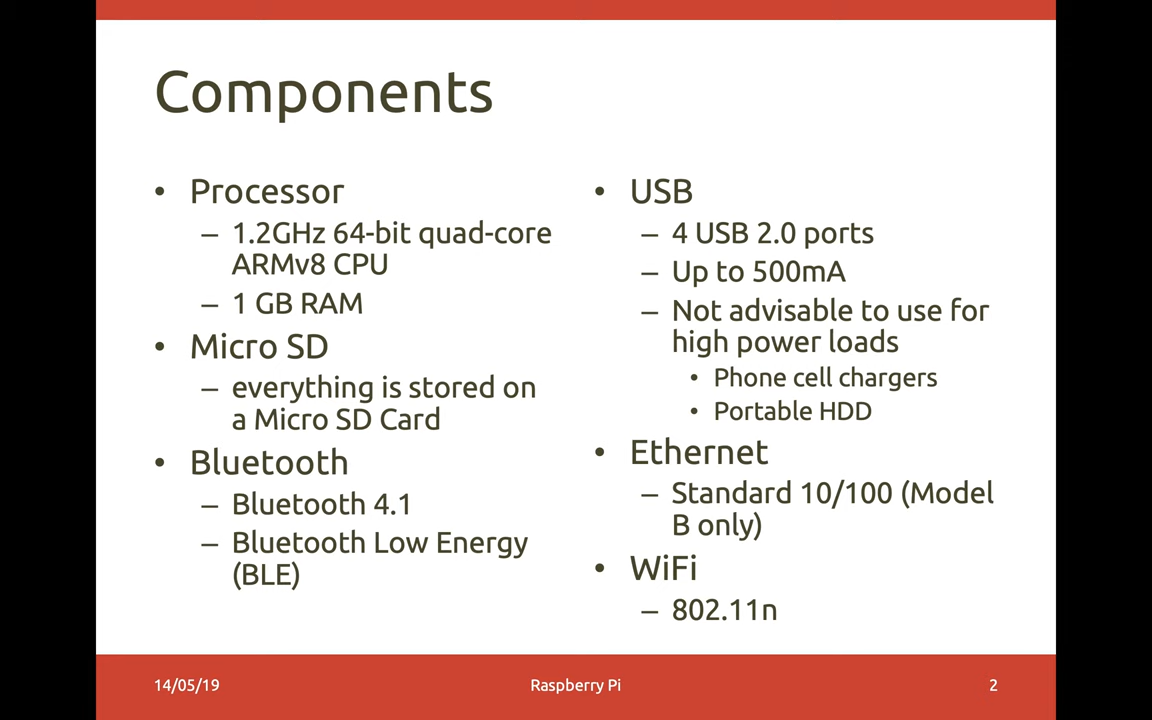 Components
• Processor
– 1.2GHz 64-bit quad-core
ARMv8 CPU
– 1 GB RAM
• Micro SD
– everything is stored on
a Micro SD Card
• Bluetooth
– Bluetooth 4.1
– Bluetooth Low Energy
(BLE)
• USB
– 4 USB 2.0 ports
– Up to 500mA
– Not advisable to use for
high power loads
• Phone cell chargers
• Portable HDD
• Ethernet
– Standard 10/100 (Model
B only)
• WiFi
– 802.11n
14/05/19
Raspberry Pi
2